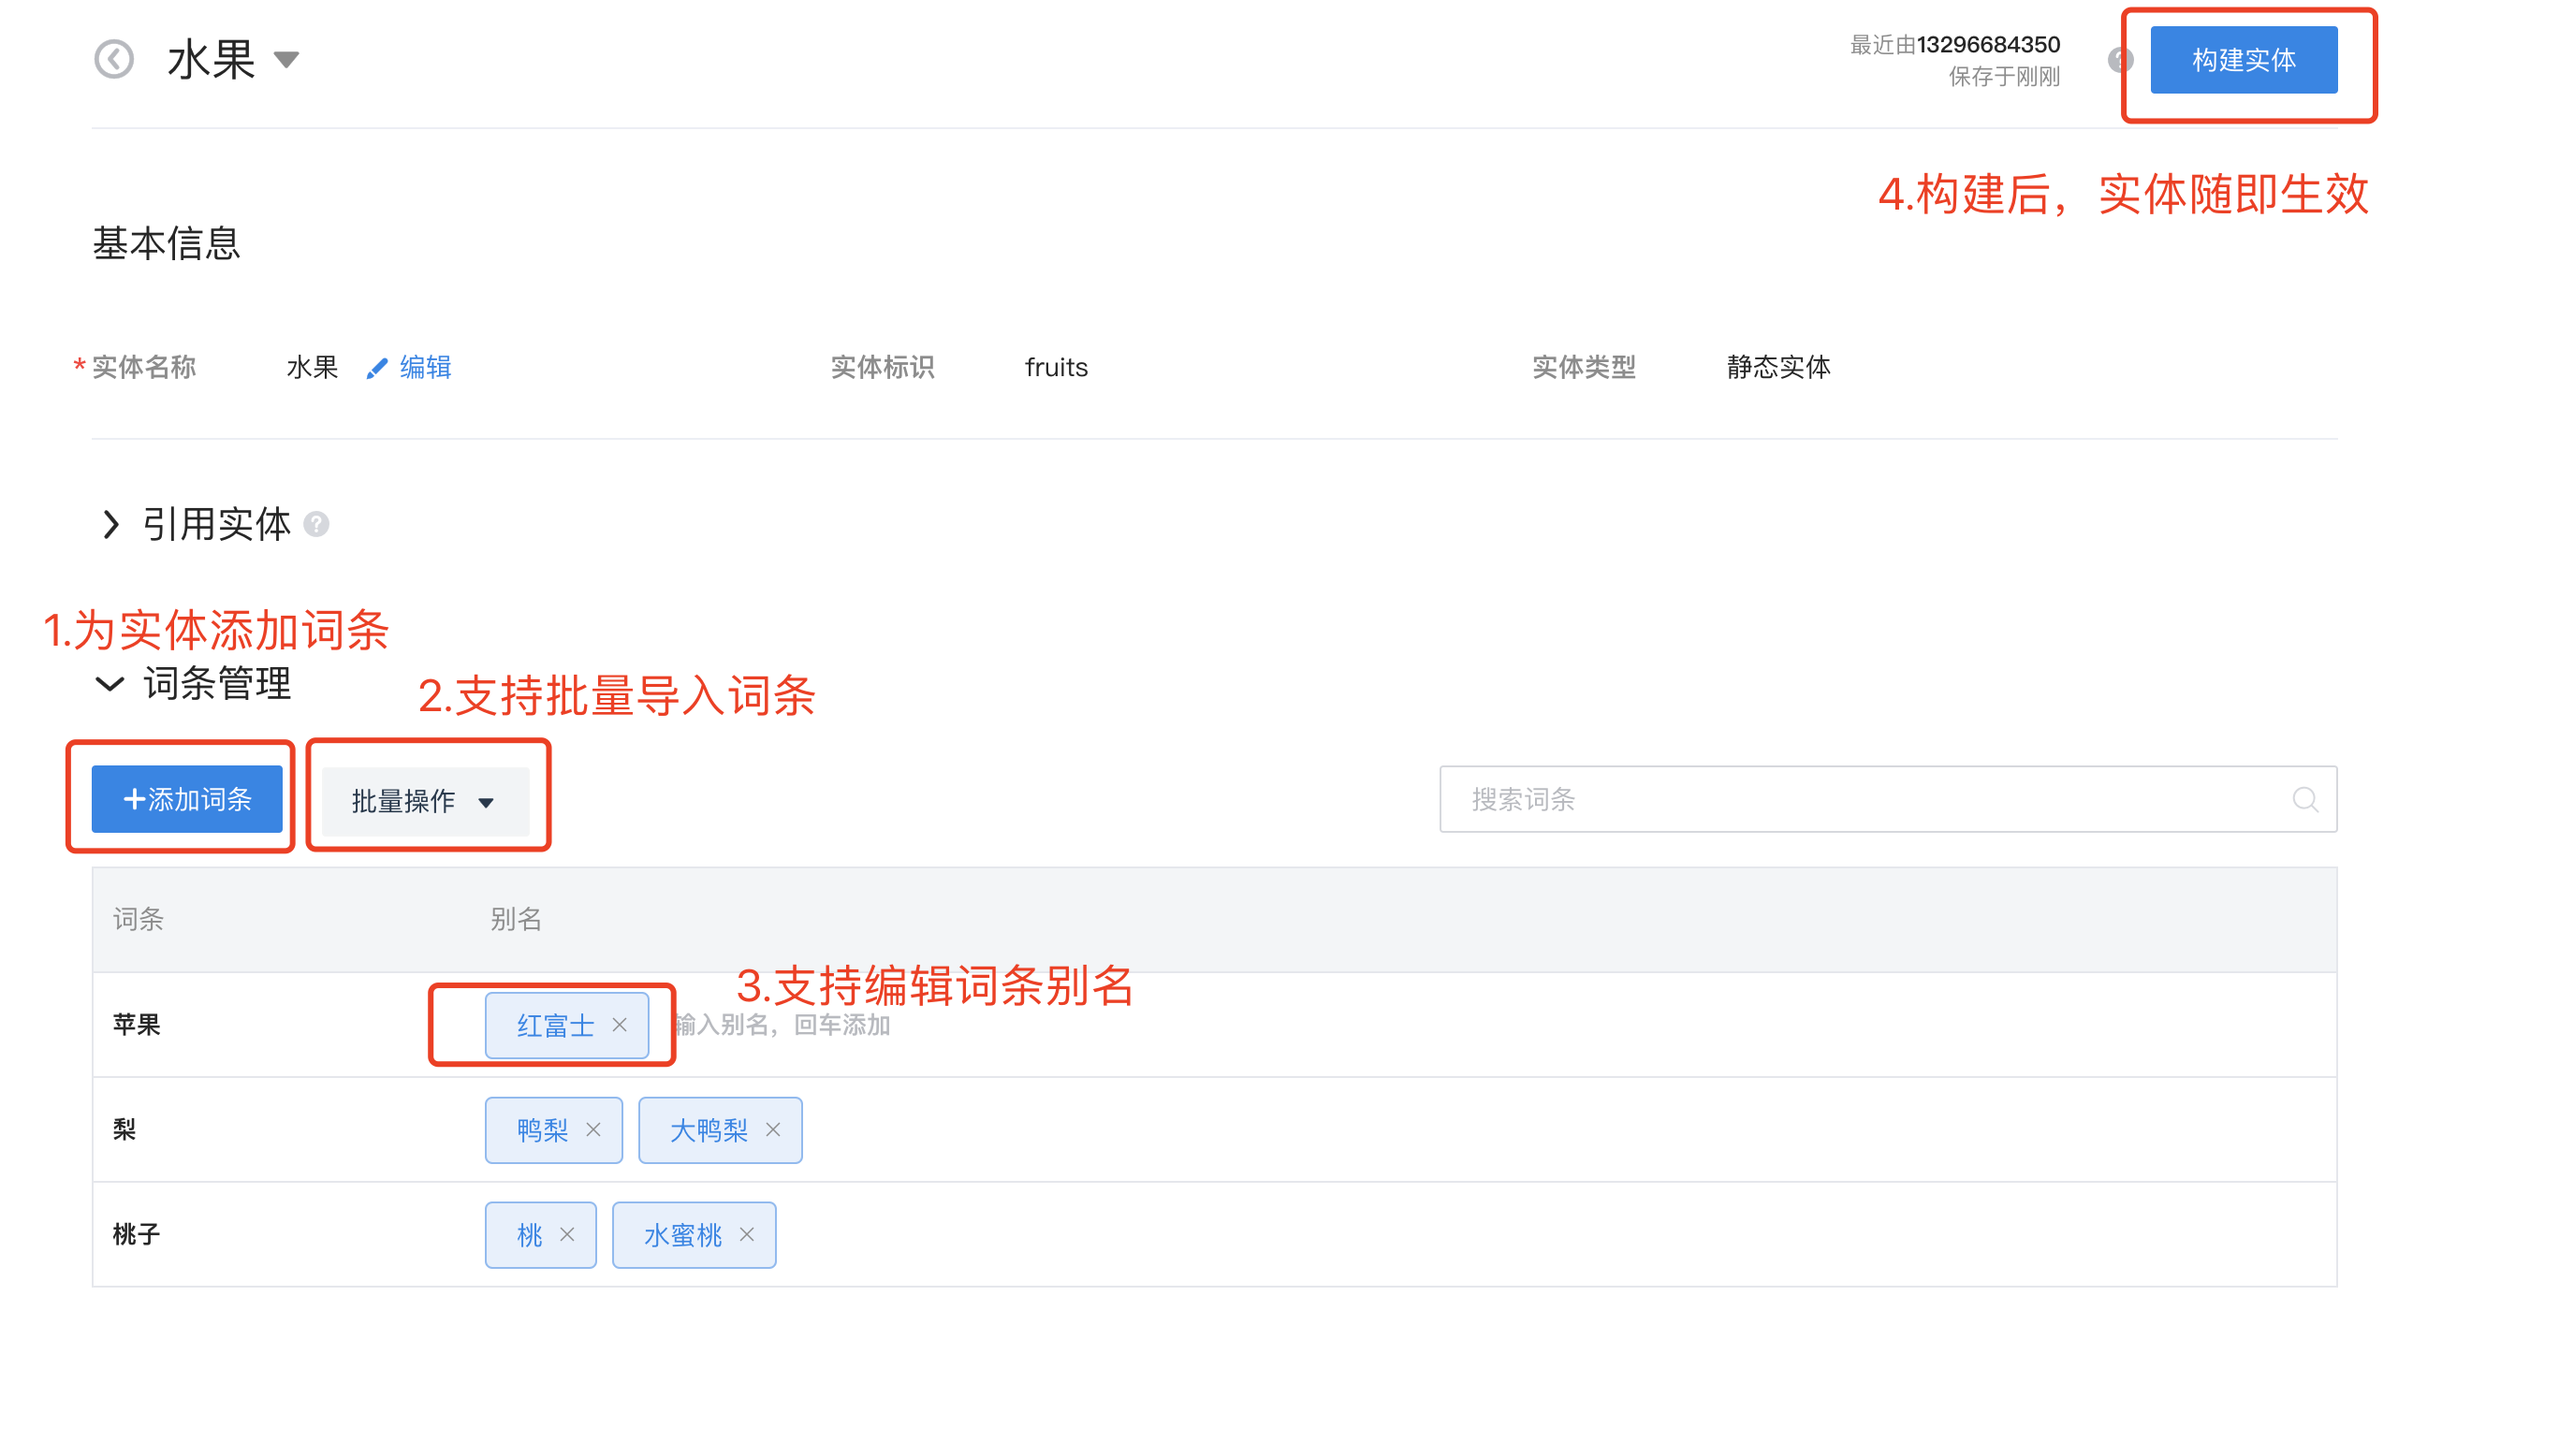 水果
最近由13296684350
保存于刚刚
构建实体
4.构建后，实体随即生效
基本信息
* 实体名称 水果 编辑 实体标识 fruits 实体类型 静态实体
引用实体 ?
1.为实体添加词条
词条管理
2.支持批量导入词条
+添加词条 批量操作 搜索词条
词条 别名
3.支持编辑词条别名
苹果 红富士 × 输入别名，回车添加
梨 鸭梨 × 大鸭梨 ×
桃子 桃 × 水蜜桃 ×